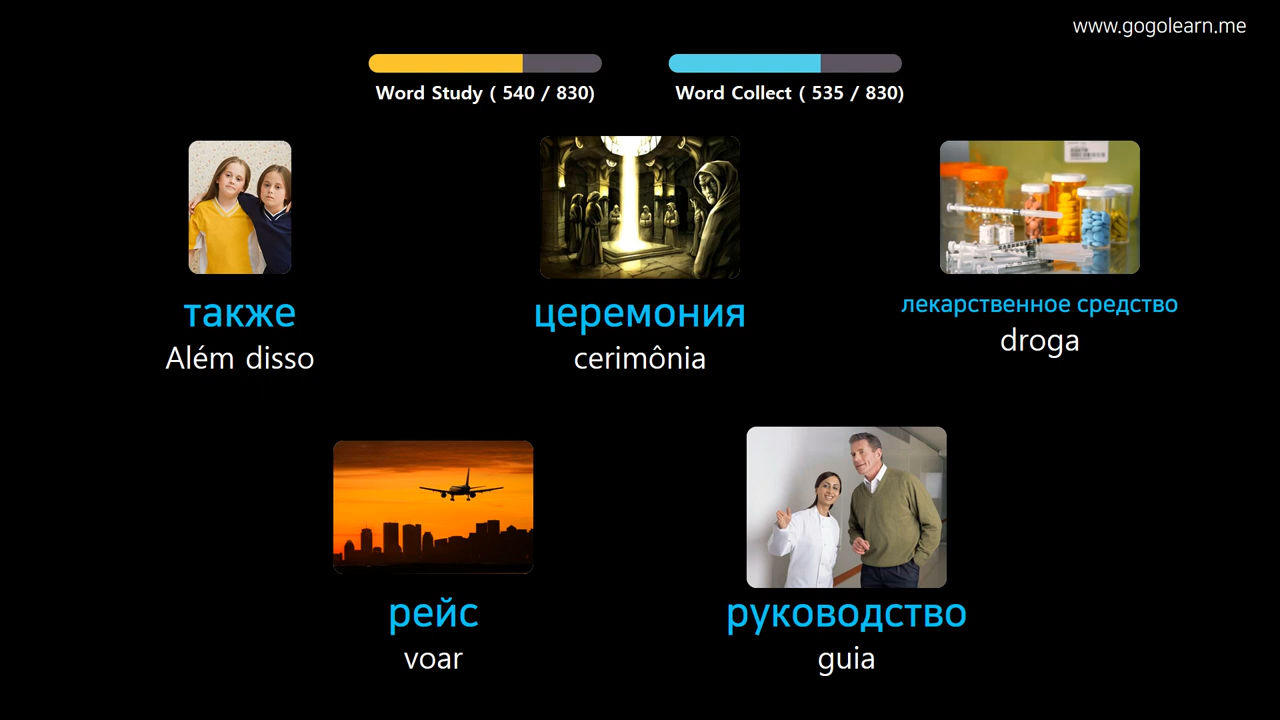 www.gogolearn.me
Word Study ( 540 / 830)
Word Collect ( 535 / 830)
также
Além disso
церемония
cerimônia
лекарственное средство
droga
рейс
voar
руководство
guia